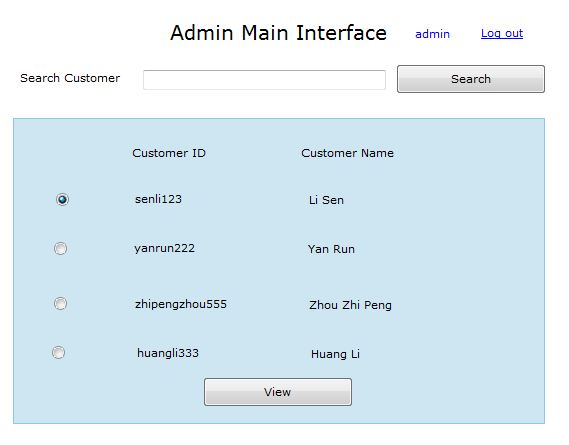 Admin Main Interface admin Log out
Search Customer Search
Customer ID Customer Name
senli123 Li Sen
yanrun222 Yan Run
zhipengzhou555 Zhou Zhi Peng
huangli333 Huang Li
View